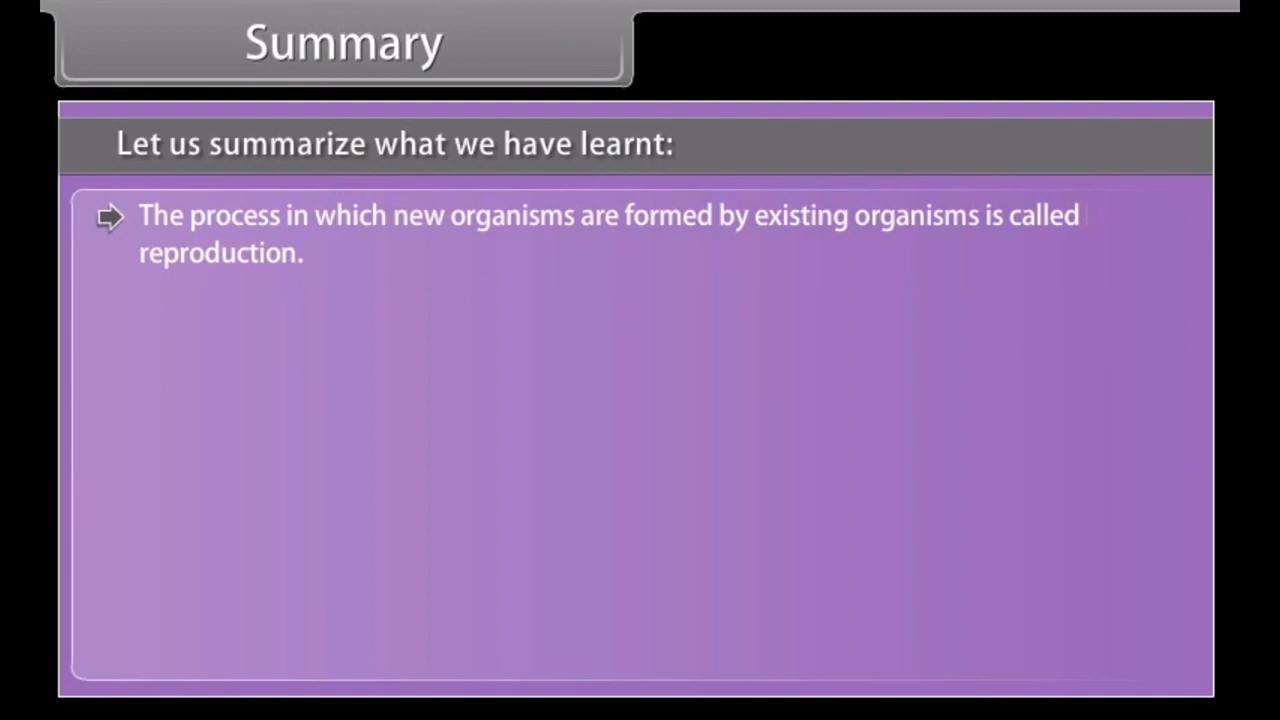 Summary
Let us summarize what we have learnt:
The process in which new organisms are formed by existing organisms is called
reproduction.